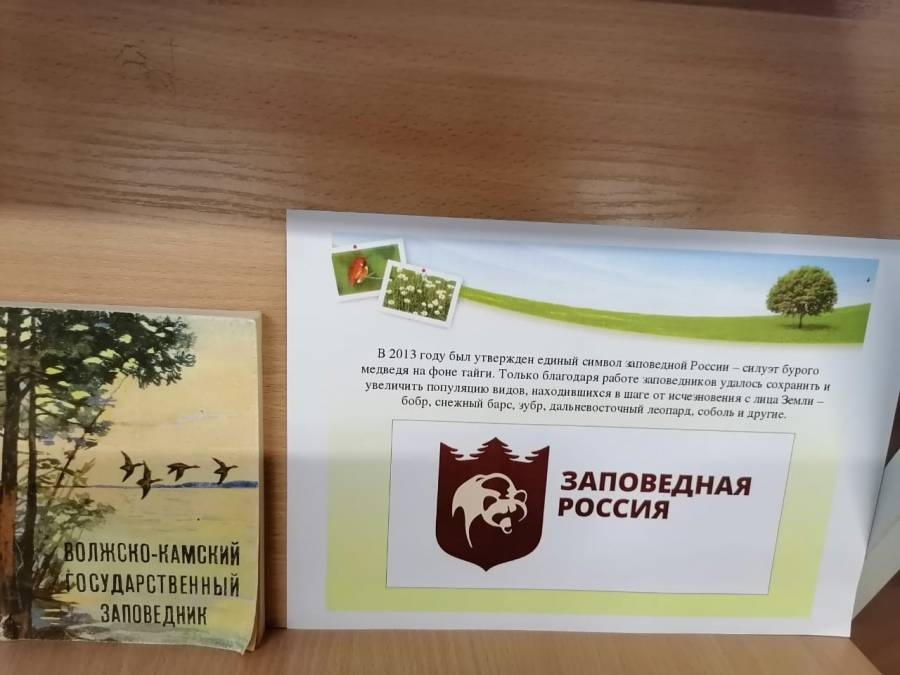 В 2013 году был утвержден единый символ заповедной России – силуэт бурого
медведя на фоне тайги. Только благодаря работе заповедников удалось сохранить и
увеличить популяцию видов, находившихся в шаге от исчезновения с лица Земли –
бобр, снежный барс, зубр, дальневосточный леопард, соболь и другие.
ЗАПОВЕДНАЯ
РОССИЯ
ВОЛЖСКО-КАМСКИЙ
ГОСУДАРСТВЕННЫЙ
ЗАПОВЕДНИК